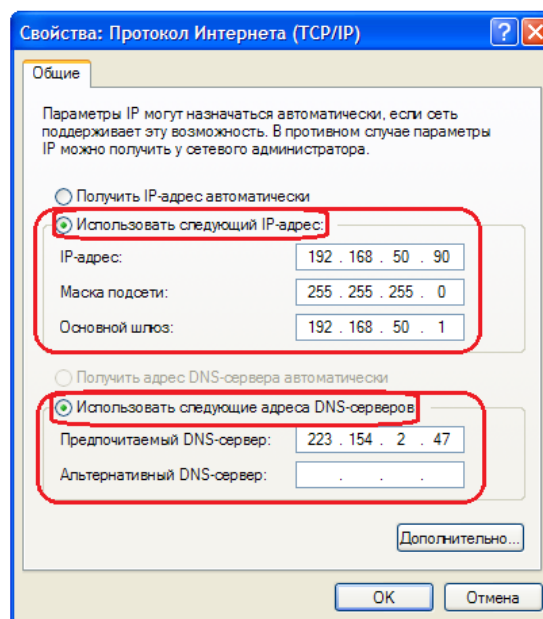 Свойства: Протокол Интернета (TCP/IP)
Общие
Параметры IP могут назначаться автоматически, если сеть
поддерживает эту возможность. В противном случае параметры
IP можно получить у сетевого администратора.
Получить IP-адрес автоматически
Использовать следующий IP-адрес:
IP-адрес: 192 . 168 . 50 . 90
Маска подсети: 255 . 255 . 255 . 0
Основной шлюз: 192 . 168 . 50 . 1
Получить адрес DNS-сервера автоматически
Использовать следующие адреса DNS-серверов
Предпочитаемый DNS-сервер: 223 . 154 . 2 . 47
Альтернативный DNS-сервер: . . .
Дополнительно...
OK Отмена